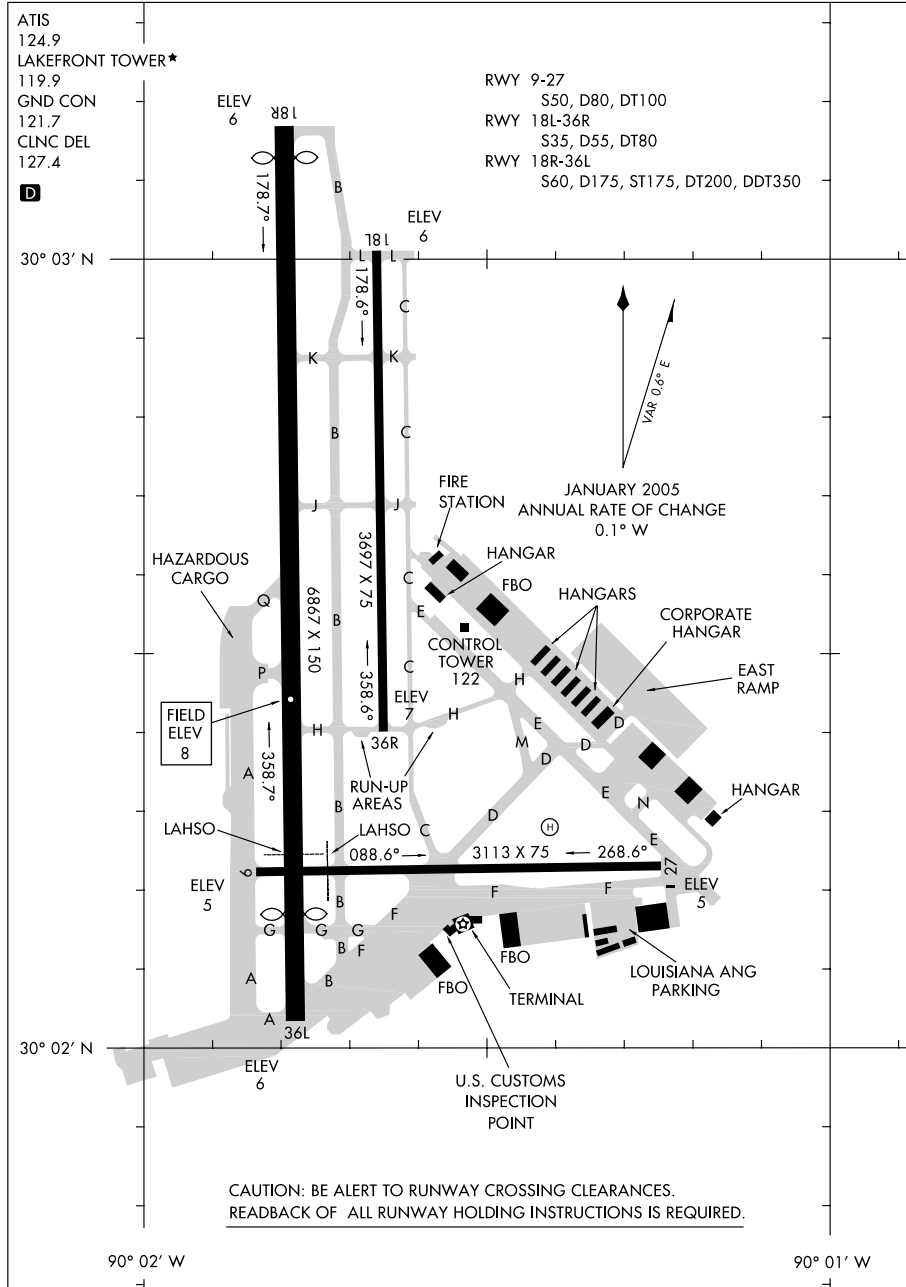 ATIS
124.9
LAKEFRONT TOWER★
119.9
GND CON
121.7
CLNC DEL
127.4
D
RWY 9-27
S50, D80, DT100
RWY 18L-36R
S35, D55, DT80
RWY 18R-36L
S60, D175, ST175, DT200, DDT350
ELEV
6
18R
178.7°
B
ELEV
6
18L
30° 03' N
L
L
178.6°
C
K
K
B
C
VAR 0.6° E
JANUARY 2005
ANNUAL RATE OF CHANGE
0.1° W
FIRE
STATION
J
J
HANGAR
FBO
HANGARS
CORPORATE
HANGAR
EAST
RAMP
HAZARDOUS
CARGO
3697 X 75
6867 X 150
C
E
Q
B
CONTROL
TOWER
122
P
C
H
358.6°
ELEV
7
FIELD
ELEV
8
H
H
36R
E
D
M
D
D
358.7°
A
RUN-UP
AREAS
E
N
HANGAR
B
LAHSO
LAHSO
C
D
H
E
088.6°
3113 X 75
268.6°
9
27
ELEV
5
ELEV
5
F
F
B
F
G
G
G
B
F
A
B
FBO
FBO
TERMINAL
LOUISIANA ANG
PARKING
A
36L
30° 02' N
ELEV
6
U.S. CUSTOMS
INSPECTION
POINT
CAUTION: BE ALERT TO RUNWAY CROSSING CLEARANCES.
READBACK OF ALL RUNWAY HOLDING INSTRUCTIONS IS REQUIRED.
90° 02' W
90° 01' W